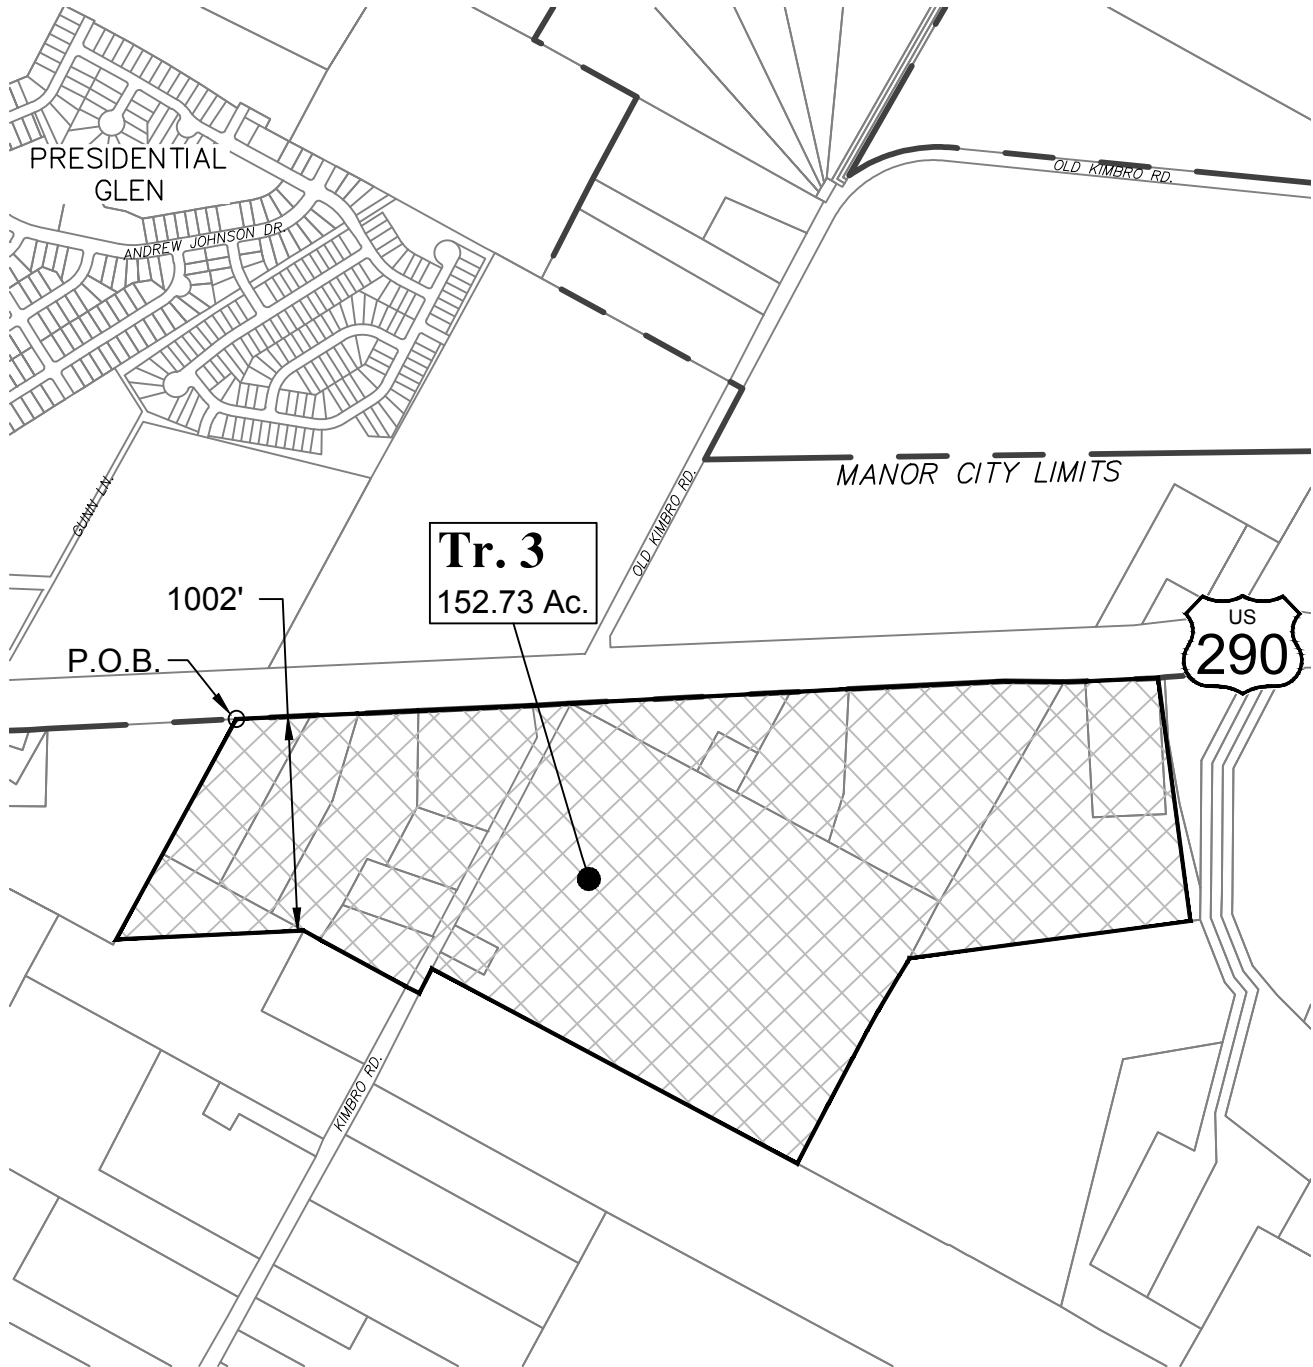 PRESIDENTIAL
GLEN
OLD KIMBRO RD.
ANDREW JOHNSON DR.
MANOR CITY LIMITS
GUNN LN.
OLD KIMBRO RD.
Tr. 3
152.73 Ac.
1002'
US
290
P.O.B.
KIMBRO RD.